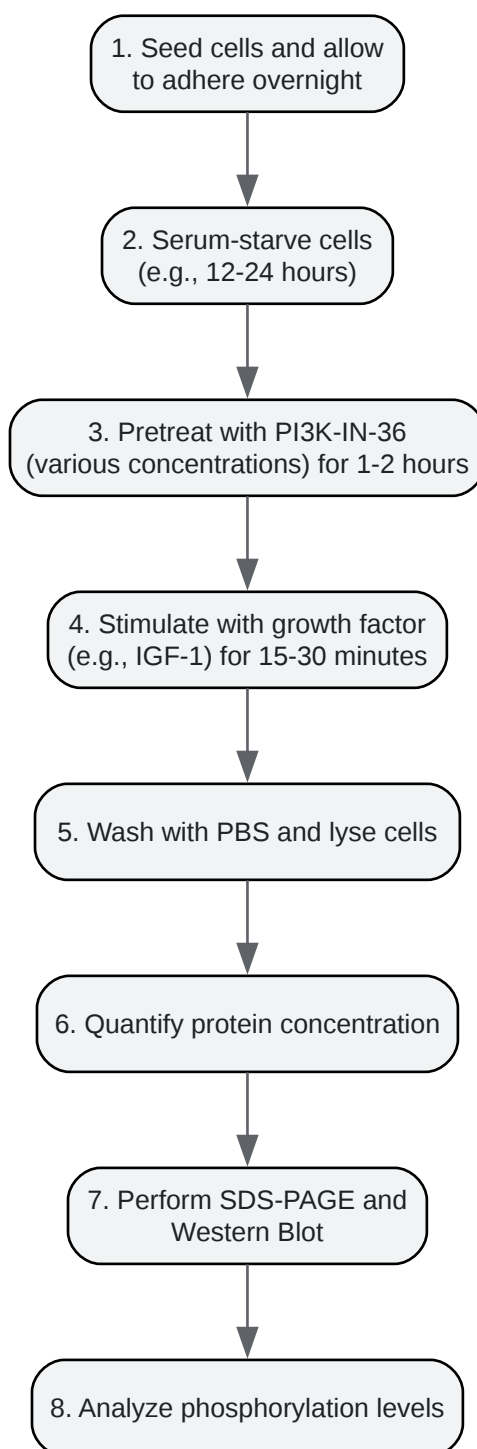 1. Seed cells and allow
to adhere overnight
2. Serum-starve cells
(e.g., 12-24 hours)
3. Pretreat with PI3K-IN-36
(various concentrations) for 1-2 hours
4. Stimulate with growth factor
(e.g., IGF-1) for 15-30 minutes
5. Wash with PBS and lyse cells
6. Quantify protein concentration
7. Perform SDS-PAGE and
Western Blot
8. Analyze phosphorylation levels